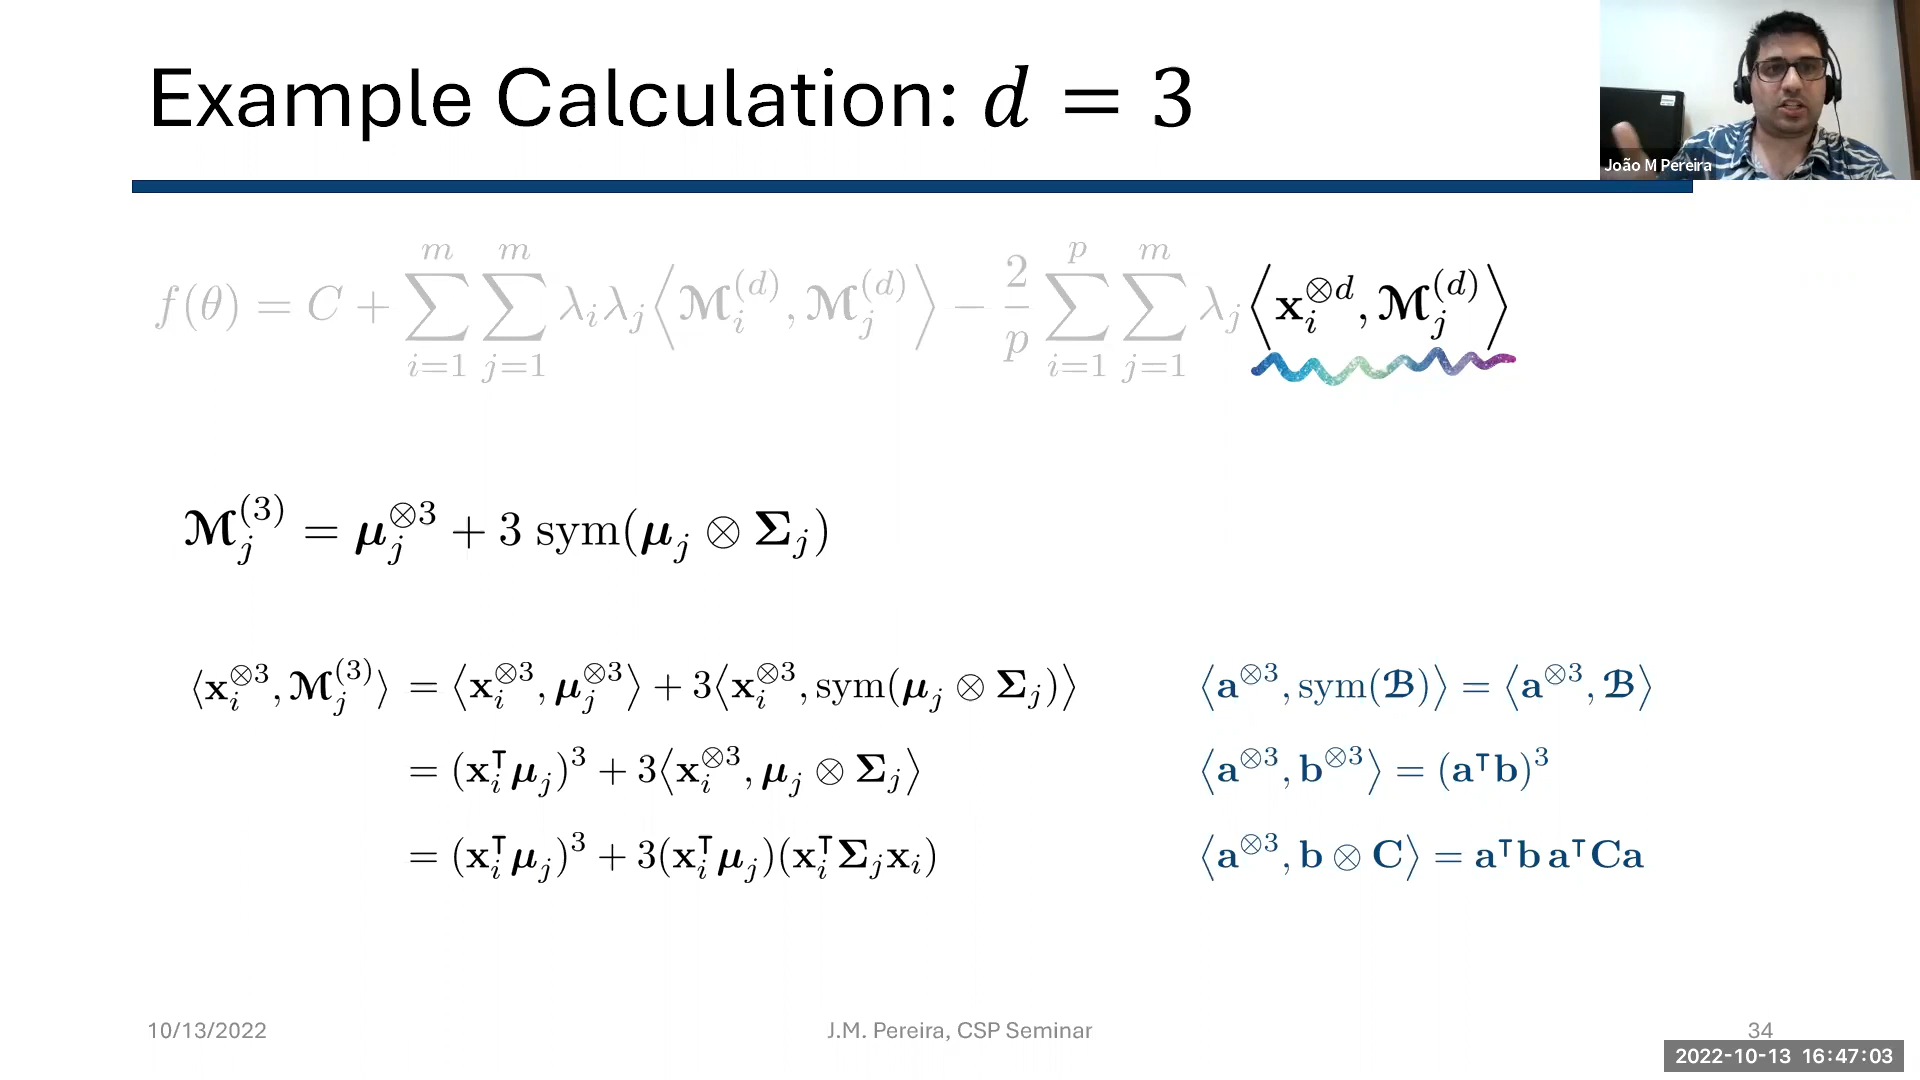 Example Calculation: d = 3
João M Pereira
f(θ) = C + ∑_{i=1}^{m} ∑_{j=1}^{m} λ_i λ_j ⟨ℳ_i^{(d)}, ℳ_j^{(d)}⟩ − \frac{2}{p} ∑_{i=1}^{p} ∑_{j=1}^{m} λ_j ⟨x_i^{⊗d}, ℳ_j^{(d)}⟩
ℳ_j^{(3)} = μ_j^{⊗3} + 3 sym(μ_j ⊗ Σ_j)
⟨x_i^{⊗3}, ℳ_j^{(3)}⟩ = ⟨x_i^{⊗3}, μ_j^{⊗3}⟩ + 3⟨x_i^{⊗3}, sym(μ_j ⊗ Σ_j)⟩
⟨a^{⊗3}, sym(ℬ)⟩ = ⟨a^{⊗3}, ℬ⟩
= (x_i^⊤ μ_j)^3 + 3⟨x_i^{⊗3}, μ_j ⊗ Σ_j⟩
⟨a^{⊗3}, b^{⊗3}⟩ = (a^⊤ b)^3
= (x_i^⊤ μ_j)^3 + 3(x_i^⊤ μ_j)(x_i^⊤ Σ_j x_i)
⟨a^{⊗3}, b ⊗ C⟩ = a^⊤ b a^⊤ C a
10/13/2022
J.M. Pereira, CSP Seminar
34
2022-10-13 16:47:03